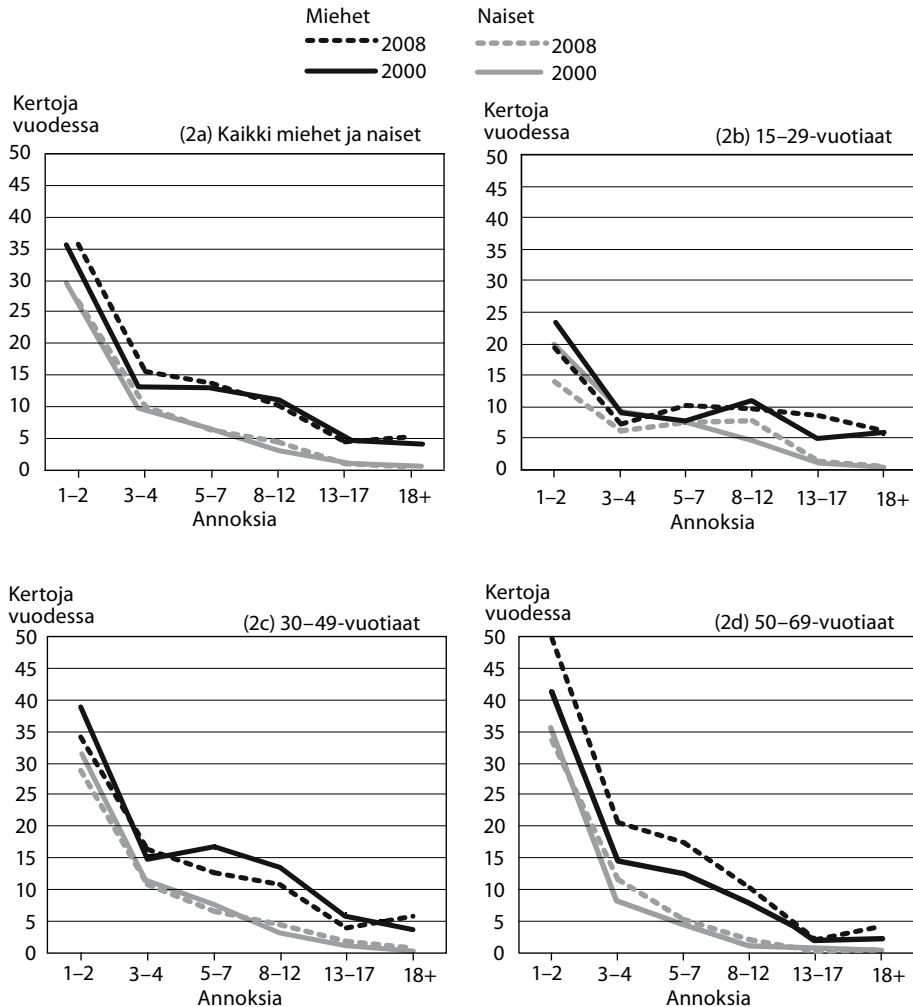 Miehet
2008
2000
Naiset
2008
2000
Kertoja
vuodessa
(2a) Kaikki miehet ja naiset
50
45
40
35
30
25
20
15
10
5
0
1–2 3–4 5–7 8–12 13–17 18+
Annoksia
Kertoja
vuodessa
(2b) 15–29-vuotiaat
50
45
40
35
30
25
20
15
10
5
0
1–2 3–4 5–7 8–12 13–17 18+
Annoksia
Kertoja
vuodessa
(2c) 30–49-vuotiaat
50
45
40
35
30
25
20
15
10
5
0
1–2 3–4 5–7 8–12 13–17 18+
Annoksia
Kertoja
vuodessa
(2d) 50–69-vuotiaat
50
45
40
35
30
25
20
15
10
5
0
1–2 3–4 5–7 8–12 13–17 18+
Annoksia